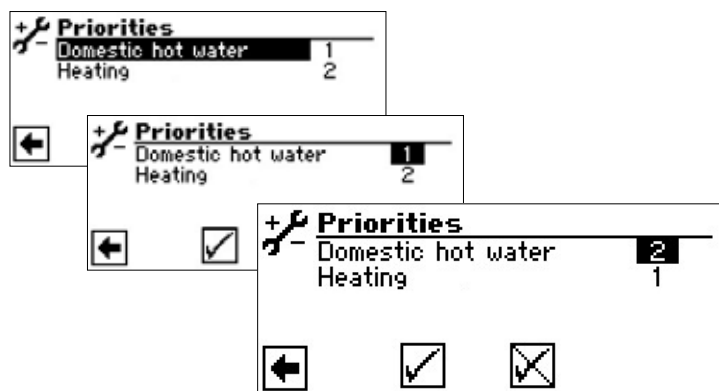 Priorities
Domestic hot water 1
Heating 2
Priorities
Domestic hot water 1
Heating 2
Priorities
Domestic hot water 2
Heating 1